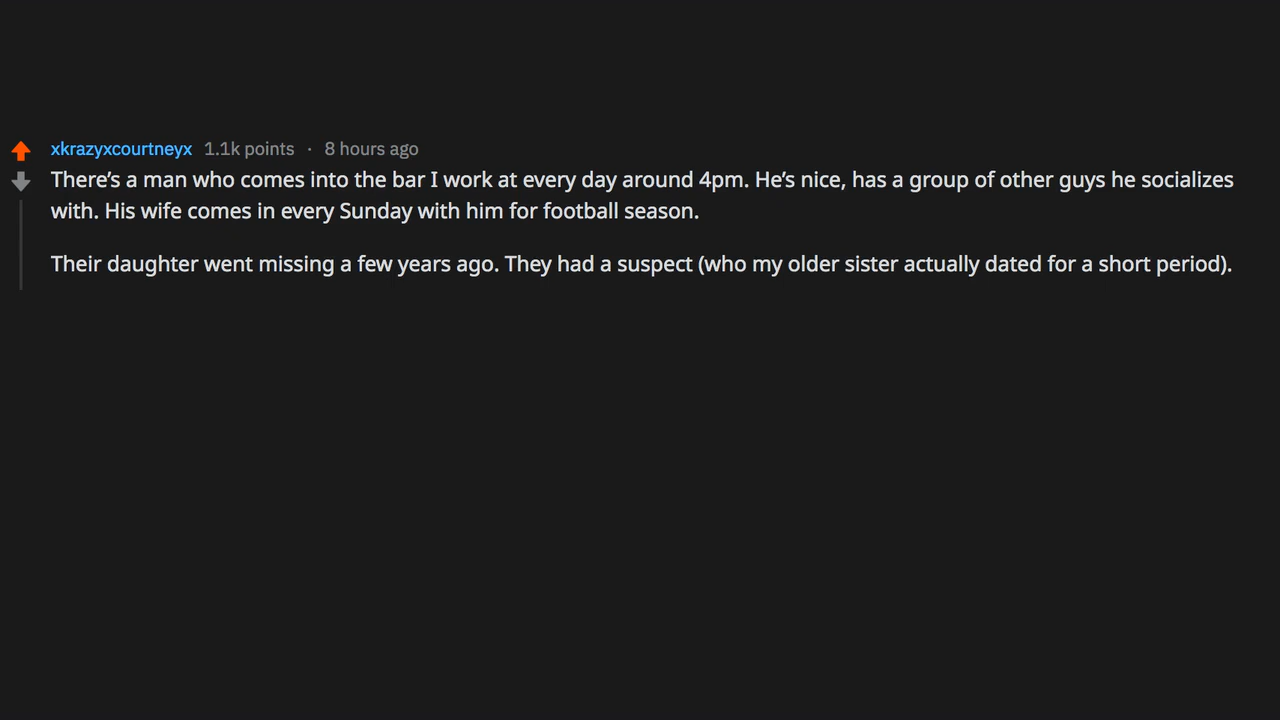 xkrazyxcourtneyx 1.1k points · 8 hours ago
There’s a man who comes into the bar I work at every day around 4pm. He’s nice, has a group of other guys he socializes
with. His wife comes in every Sunday with him for football season.
Their daughter went missing a few years ago. They had a suspect (who my older sister actually dated for a short period).